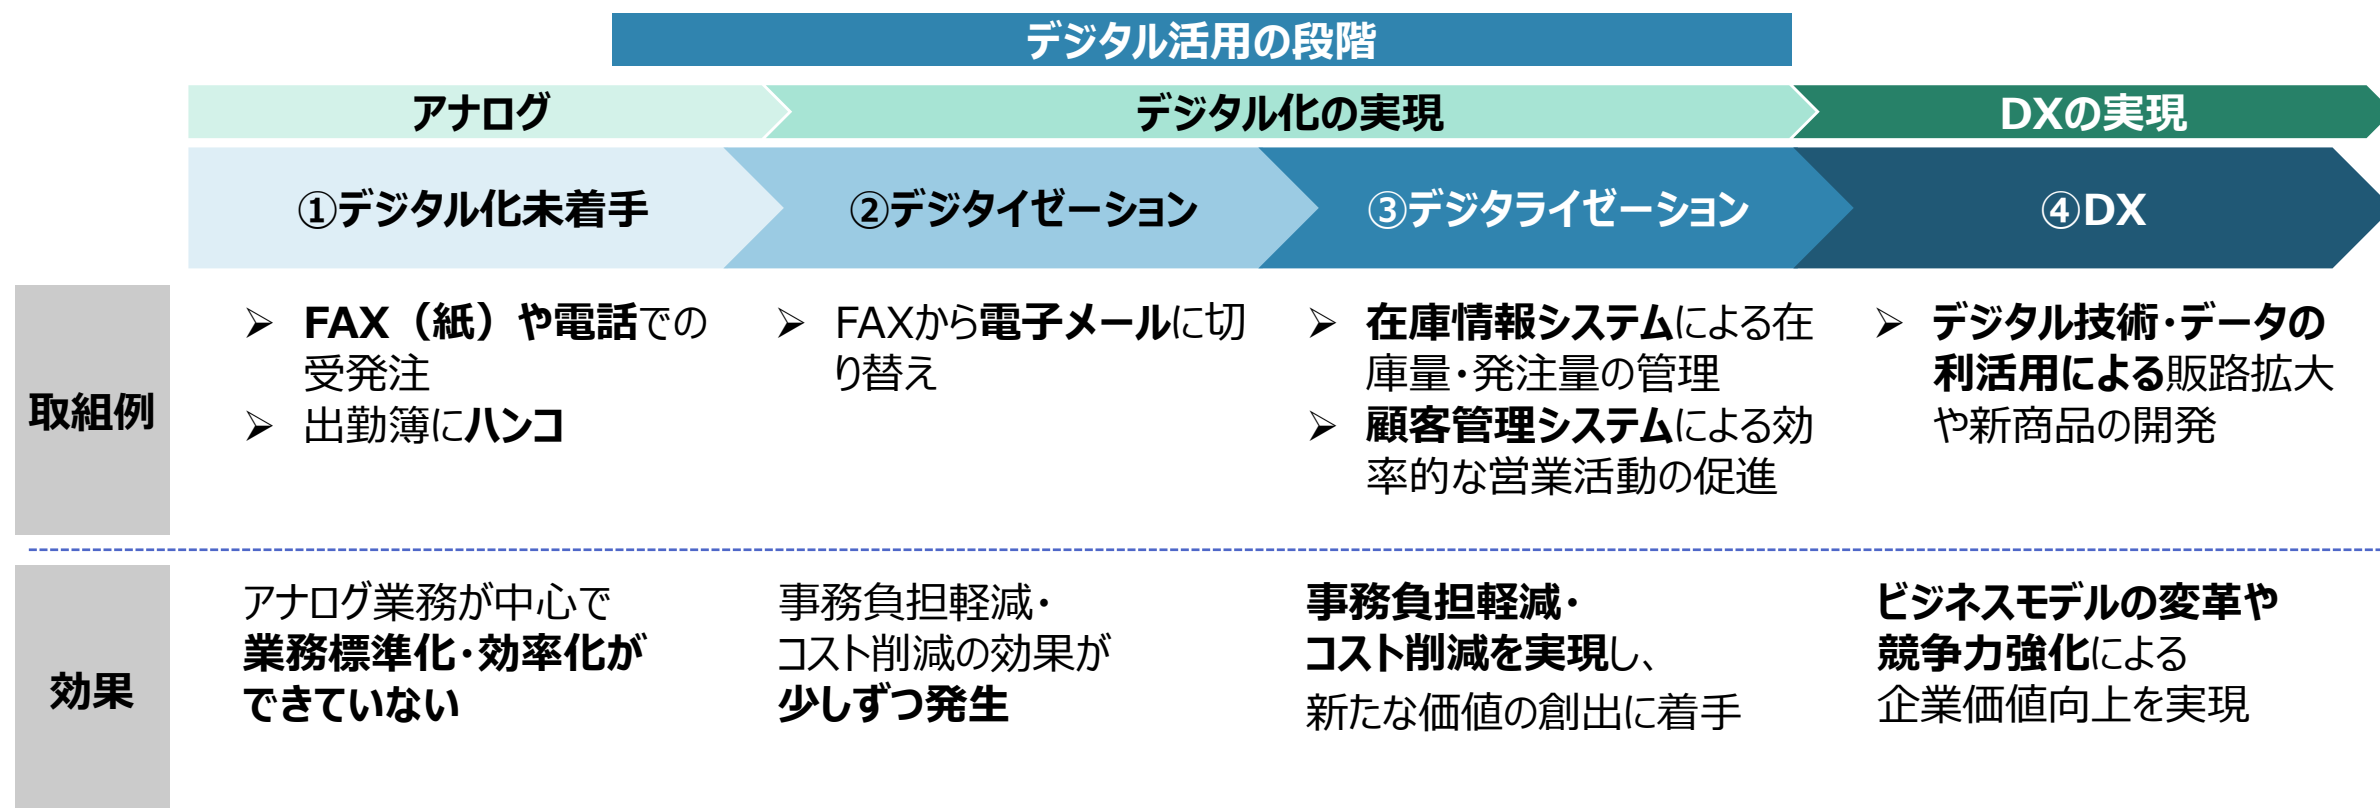 デジタル活用の段階
アナログ
デジタル化の実現
DXの実現
①デジタル化未着手
②デジタイゼーション
③デジタライゼーション
④DX
取組例
➢ FAX（紙）や電話での
受発注
➢ 出勤簿にハンコ
➢ FAXから電子メールに切
り替え
➢ 在庫情報システムによる在
庫量・発注量の管理
➢ 顧客管理システムによる効
率的な営業活動の促進
➢ デジタル技術・データの
利活用による販路拡大
や新商品の開発
効果
アナログ業務が中心で
業務標準化・効率化が
できていない
事務負担軽減・
コスト削減の効果が
少しずつ発生
事務負担軽減・
コスト削減を実現し、
新たな価値の創出に着手
ビジネスモデルの変革や
競争力強化による
企業価値向上を実現